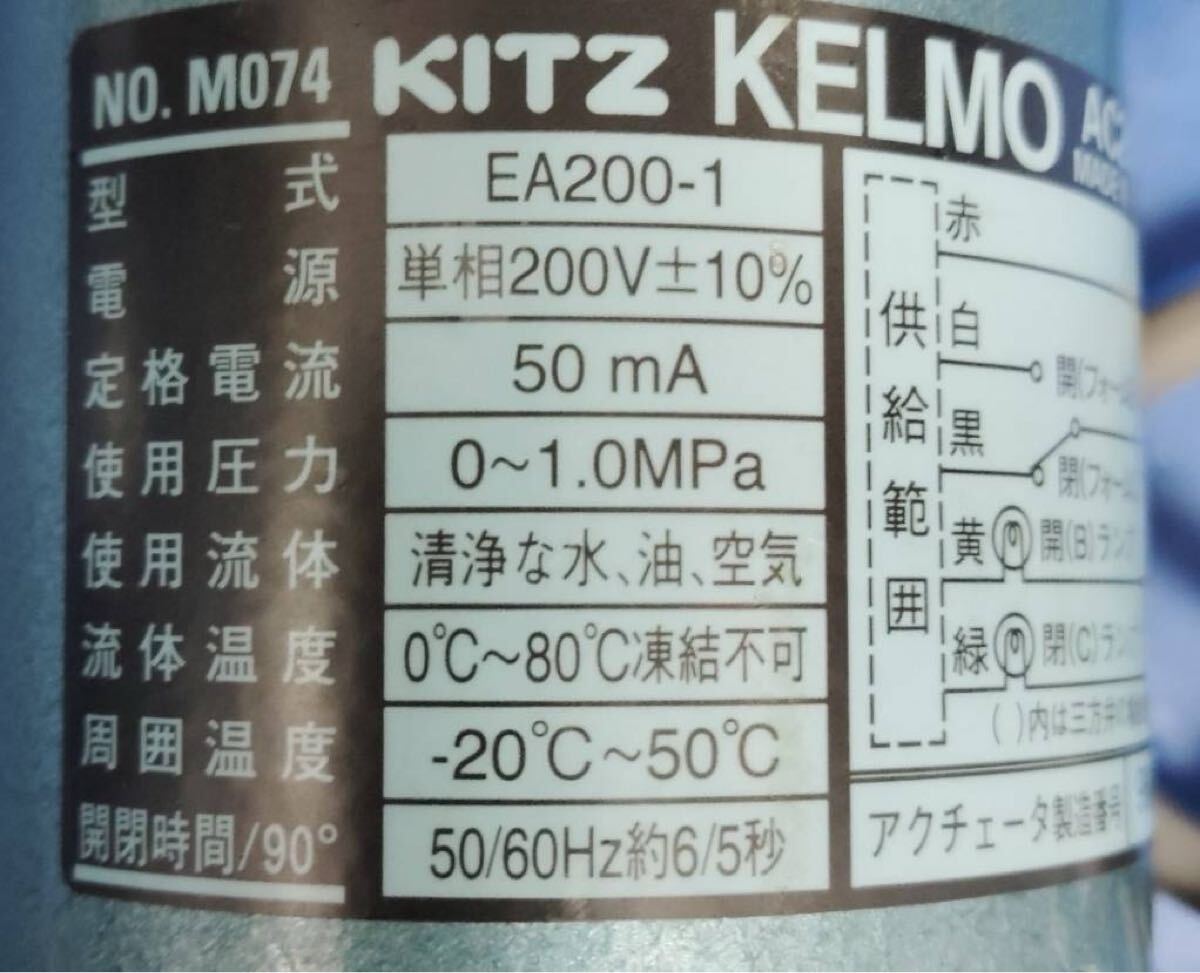 NO. M074 KITZ KELMO
型式 EA200-1
電源 単相200V±10%
定格電流 50 mA
使用圧力 0~1.0MPa
使用流体 清浄な水、油、空気
流体温度 0℃~80℃凍結不可
周囲温度 -20℃~50℃
開閉時間/90° 50/60Hz約6/5秒
供給範囲
赤
白
開(フォー
黒
閉(フォー
黄 開(B)ラン
緑 閉(C)ラン
( )内は三方弁
アクチェータ製造番号